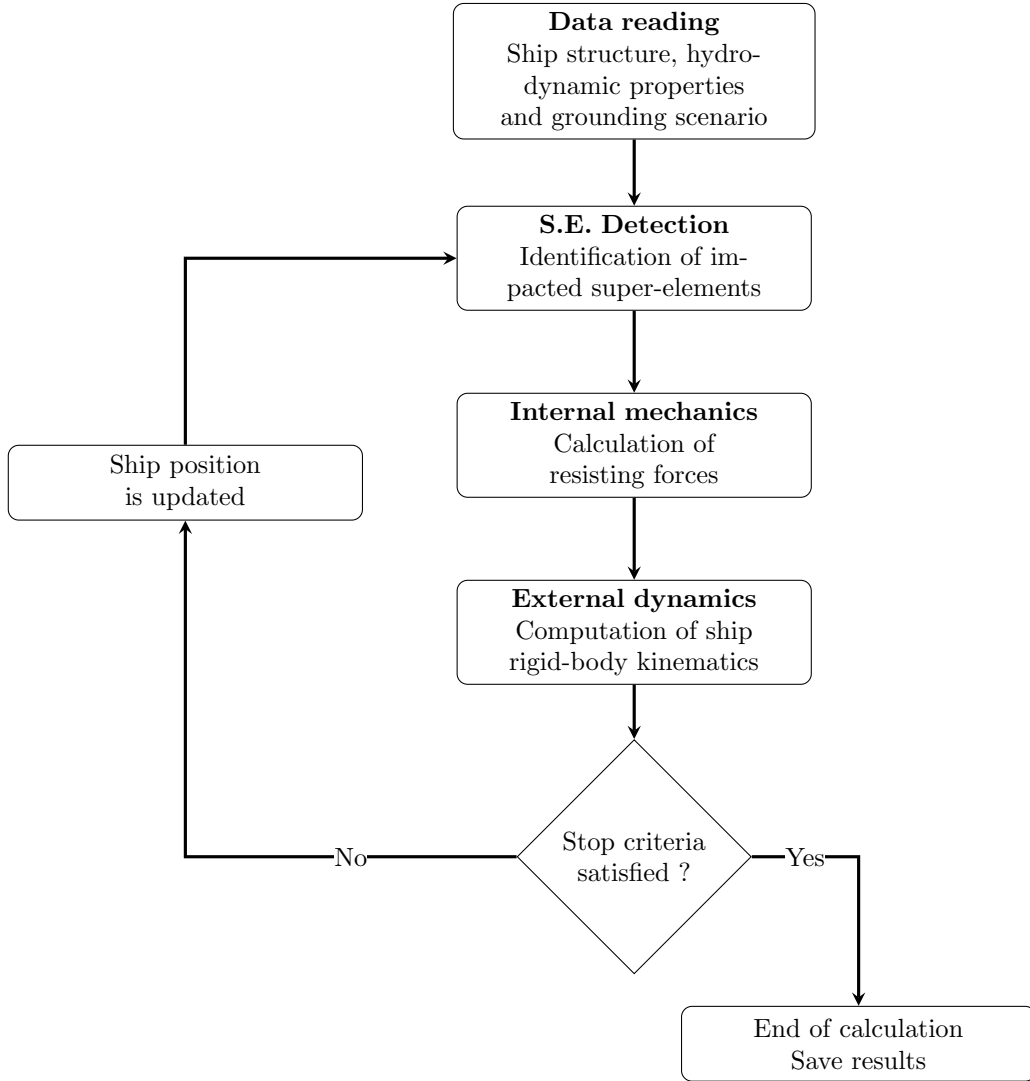 Data reading
Ship structure, hydro-
dynamic properties
and grounding scenario
S.E. Detection
Identification of im-
pacted super-elements
Internal mechanics
Calculation of
resisting forces
Ship position
is updated
External dynamics
Computation of ship
rigid-body kinematics
Stop criteria
satisfied ?
No
Yes
End of calculation
Save results